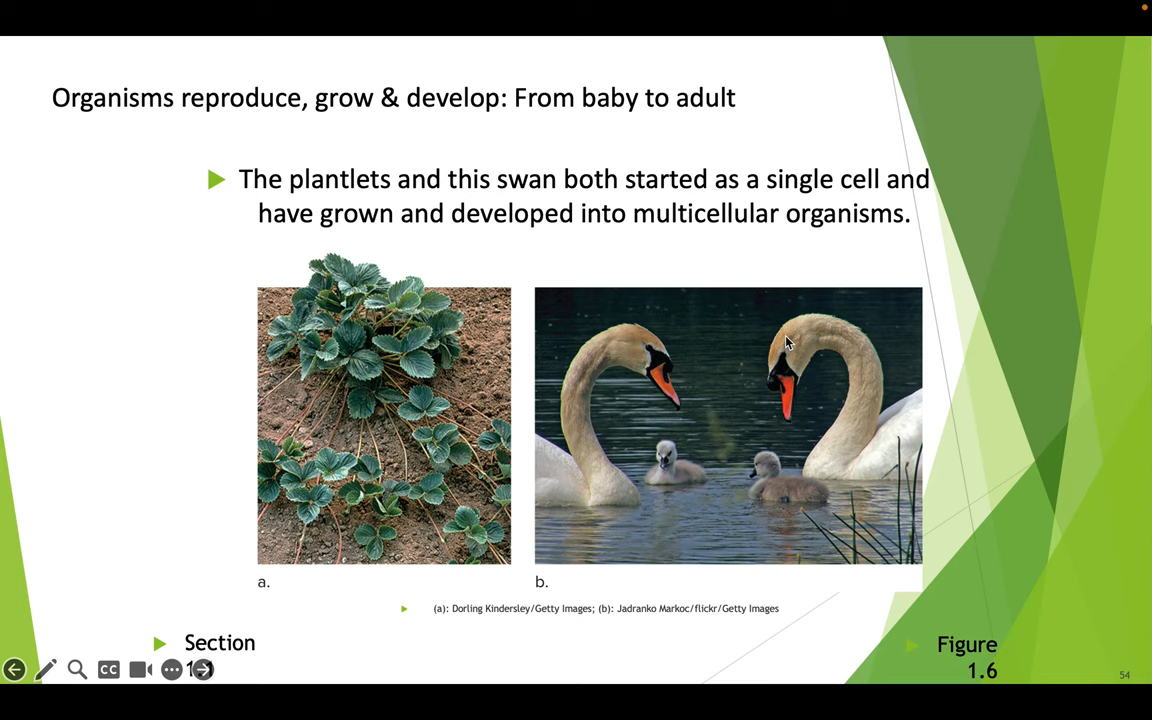 Organisms reproduce, grow & develop: From baby to adult
The plantlets and this swan both started as a single cell and
have grown and developed into multicellular organisms.
a.
b.
(a): Dorling Kindersley/Getty Images; (b): Jadranko Markoc/flickr/Getty Images
Section
Figure
1.6
CC
54